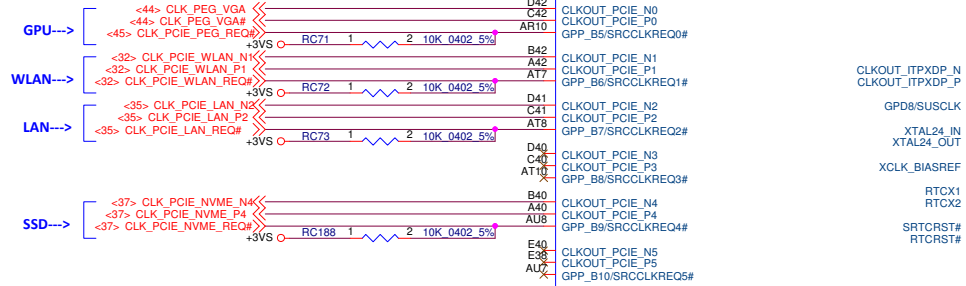 D42
<44> CLK_PEG_VGA CLKOUT_PCIE_N0
C42
<44> CLK_PEG_VGA# CLKOUT_PCIE_P0
GPU---> <45> CLK_PCIE_PEG_REQ# AR10 GPP_B5/SRCCLKREQ0#
+3VS RC71 1 2 10K_0402_5%
<32> CLK_PCIE_WLAN_N1 B42 CLKOUT_PCIE_N1
<32> CLK_PCIE_WLAN_P1 A42 CLKOUT_PCIE_P1 CLKOUT_ITPXDP_N
WLAN---> <32> CLK_PCIE_WLAN_REQ# AT7 GPP_B6/SRCCLKREQ1# CLKOUT_ITPXDP_P
+3VS RC72 1 2 10K_0402_5%
<35> CLK_PCIE_LAN_N2 D41 CLKOUT_PCIE_N2 GPD8/SUSCLK
<35> CLK_PCIE_LAN_P2 C41 CLKOUT_PCIE_P2
LAN---> <35> CLK_PCIE_LAN_REQ# AT8 GPP_B7/SRCCLKREQ2# XTAL24_IN
+3VS RC73 1 2 10K_0402_5% XTAL24_OUT
D40 CLKOUT_PCIE_N3
C40 CLKOUT_PCIE_P3 XCLK_BIASREF
AT10 GPP_B8/SRCCLKREQ3#
RTCX1
<37> CLK_PCIE_NVME_N4 B40 CLKOUT_PCIE_N4 RTCX2
<37> CLK_PCIE_NVME_P4 A40 CLKOUT_PCIE_P4
SSD---> <37> CLK_PCIE_NVME_REQ# AU8 GPP_B9/SRCCLKREQ4# SRTCRST#
+3VS RC188 1 2 10K_0402_5% RTCRST#
E40 CLKOUT_PCIE_N5
E38 CLKOUT_PCIE_P5
AU7 GPP_B10/SRCCLKREQ5#